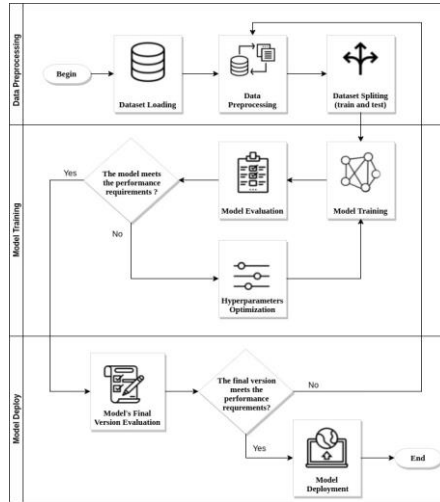 Data Preprocessing
Begin
Dataset Loading
Data
Preprocessing
Dataset Spliting
(train and test)
Model Training
Yes
The model meets
the performance
requirements ?
No
Model Evaluation
Model Training
Hyperparameters
Optimization
Model Deploy
Model's Final
Version Evaluation
The final version
meets the
performance
requrements?
No
Yes
Model
Deployment
End